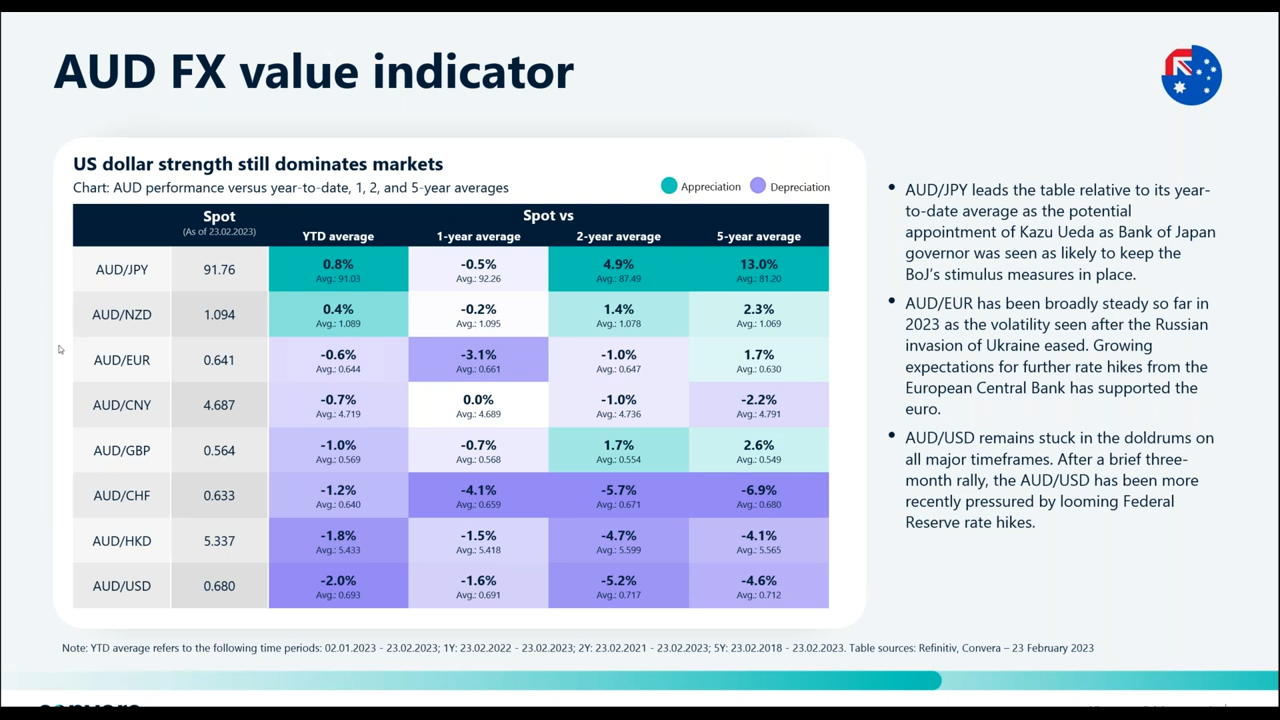 AUD FX value indicator
US dollar strength still dominates markets
Chart: AUD performance versus year-to-date, 1, 2, and 5-year averages
Appreciation Depreciation
Spot Spot vs
(As of 23.02.2023) YTD average 1-year average 2-year average 5-year average
AUD/JPY 91.76 0.8% -0.5% 4.9% 13.0%
Avg.: 91.03 Avg.: 92.26 Avg.: 87.49 Avg.: 81.20
AUD/NZD 1.094 0.4% -0.2% 1.4% 2.3%
Avg.: 1.089 Avg.: 1.095 Avg.: 1.078 Avg.: 1.069
AUD/EUR 0.641 -0.6% -3.1% -1.0% 1.7%
Avg.: 0.644 Avg.: 0.661 Avg.: 0.647 Avg.: 0.630
AUD/CNY 4.687 -0.7% 0.0% -1.0% -2.2%
Avg.: 4.719 Avg.: 4.689 Avg.: 4.736 Avg.: 4.791
AUD/GBP 0.564 -1.0% -0.7% 1.7% 2.6%
Avg.: 0.569 Avg.: 0.568 Avg.: 0.554 Avg.: 0.549
AUD/CHF 0.633 -1.2% -4.1% -5.7% -6.9%
Avg.: 0.640 Avg.: 0.659 Avg.: 0.671 Avg.: 0.680
AUD/HKD 5.337 -1.8% -1.5% -4.7% -4.1%
Avg.: 5.433 Avg.: 5.418 Avg.: 5.599 Avg.: 5.565
AUD/USD 0.680 -2.0% -1.6% -5.2% -4.6%
Avg.: 0.693 Avg.: 0.691 Avg.: 0.717 Avg.: 0.712
• AUD/JPY leads the table relative to its year-
to-date average as the potential
appointment of Kazu Ueda as Bank of Japan
governor was seen as likely to keep the
BoJ's stimulus measures in place.
• AUD/EUR has been broadly steady so far in
2023 as the volatility seen after the Russian
invasion of Ukraine eased. Growing
expectations for further rate hikes from the
European Central Bank has supported the
euro.
• AUD/USD remains stuck in the doldrums on
all major timeframes. After a brief three-
month rally, the AUD/USD has been more
recently pressured by looming Federal
Reserve rate hikes.
Note: YTD average refers to the following time periods: 02.01.2023 - 23.02.2023; 1Y: 23.02.2022 - 23.02.2023; 2Y: 23.02.2021 - 23.02.2023; 5Y: 23.02.2018 - 23.02.2023. Table sources: Refinitiv, Convera – 23 February 2023